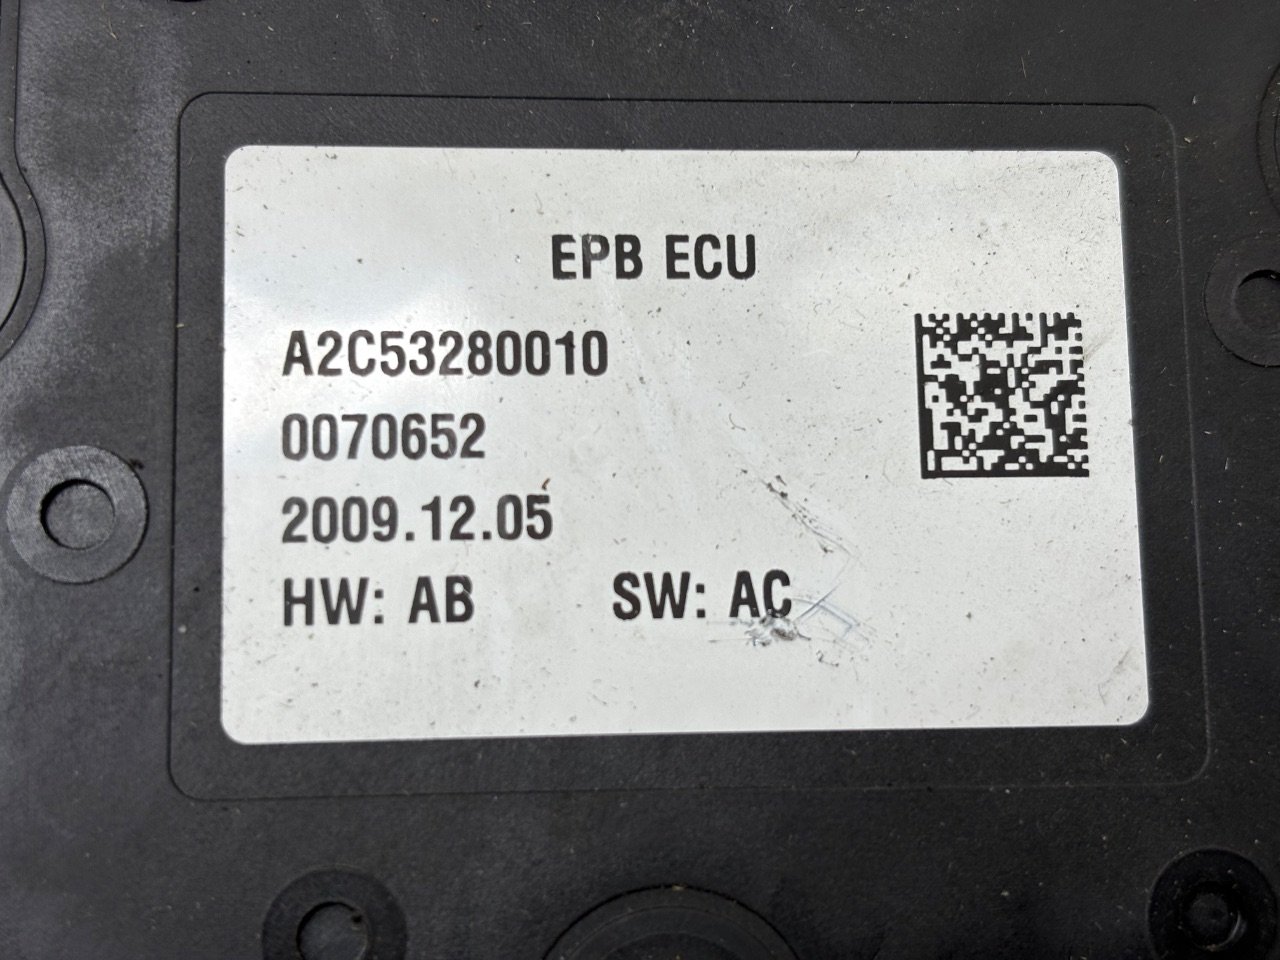 EPB ECU
A2C53280010
0070652
2009.12.05
HW: AB SW: AC